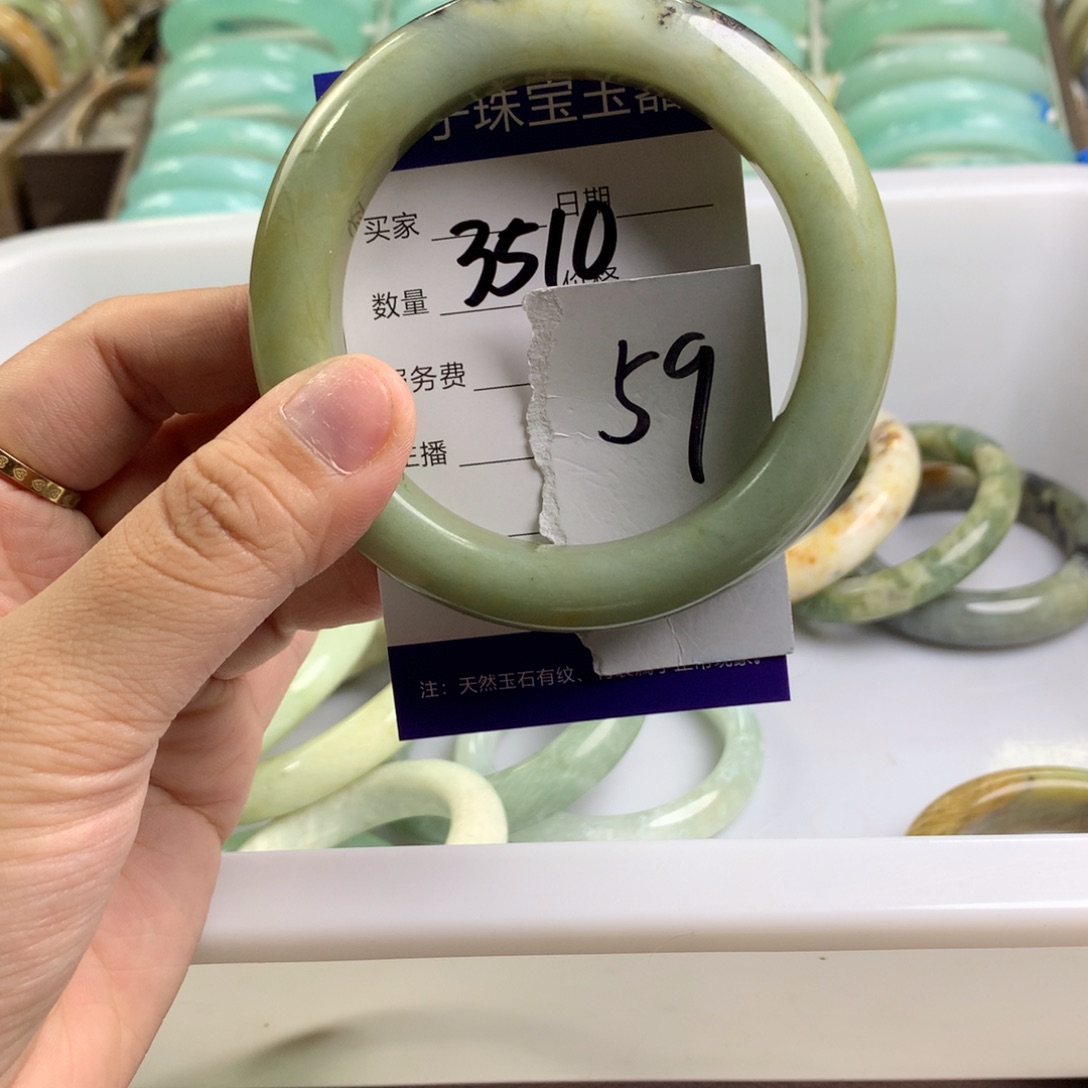 珠宝玉器
买家 日期
3510
数量
59
务费
播
注：天然玉石有纹、